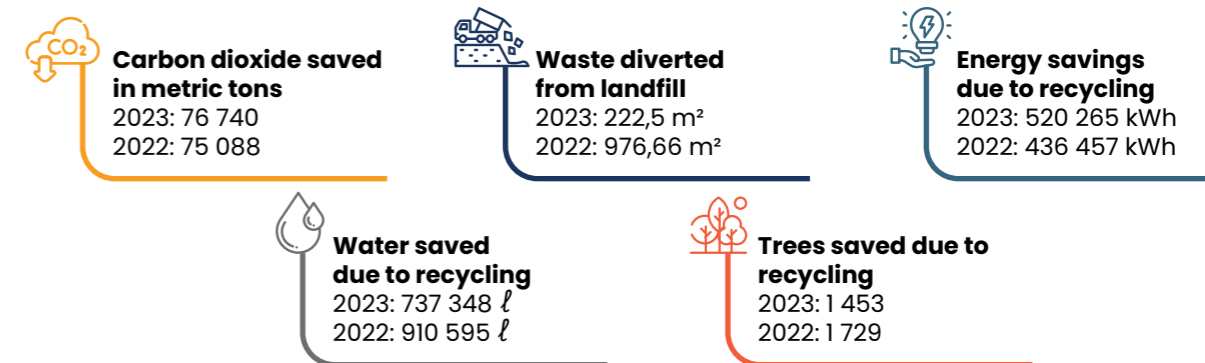 CO₂
Carbon dioxide saved
in metric tons
2023: 76 740
2022: 75 088
Waste diverted
from landfill
2023: 222,5 m²
2022: 976,66 m²
Energy savings
due to recycling
2023: 520 265 kWh
2022: 436 457 kWh
Water saved
due to recycling
2023: 737 348 ℓ
2022: 910 595 ℓ
Trees saved due to
recycling
2023: 1 453
2022: 1 729